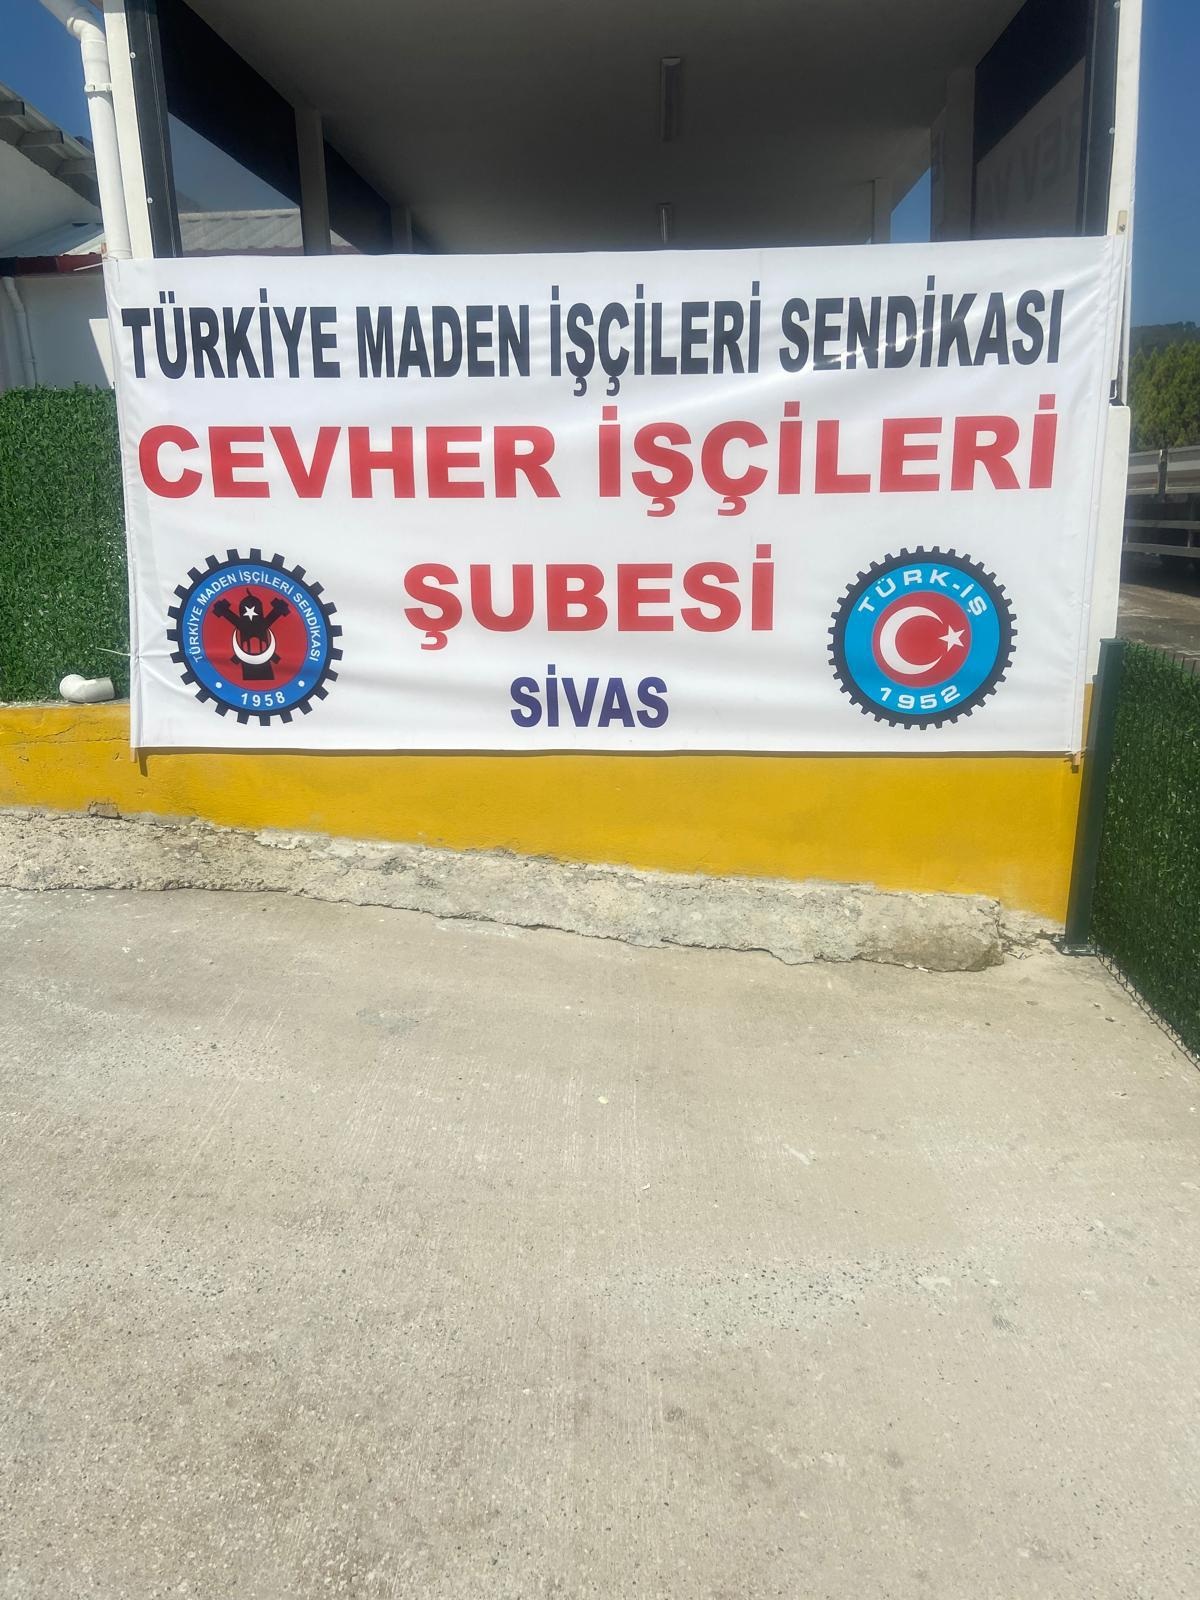 TÜRKİYE MADEN İŞÇİLERİ SENDİKASI
CEVHER İŞÇİLERİ
ŞUBESİ
SİVAS
TÜRKİYE MADEN İŞÇİLERİ SENDİKASI
1958
TÜRK-İŞ
1952